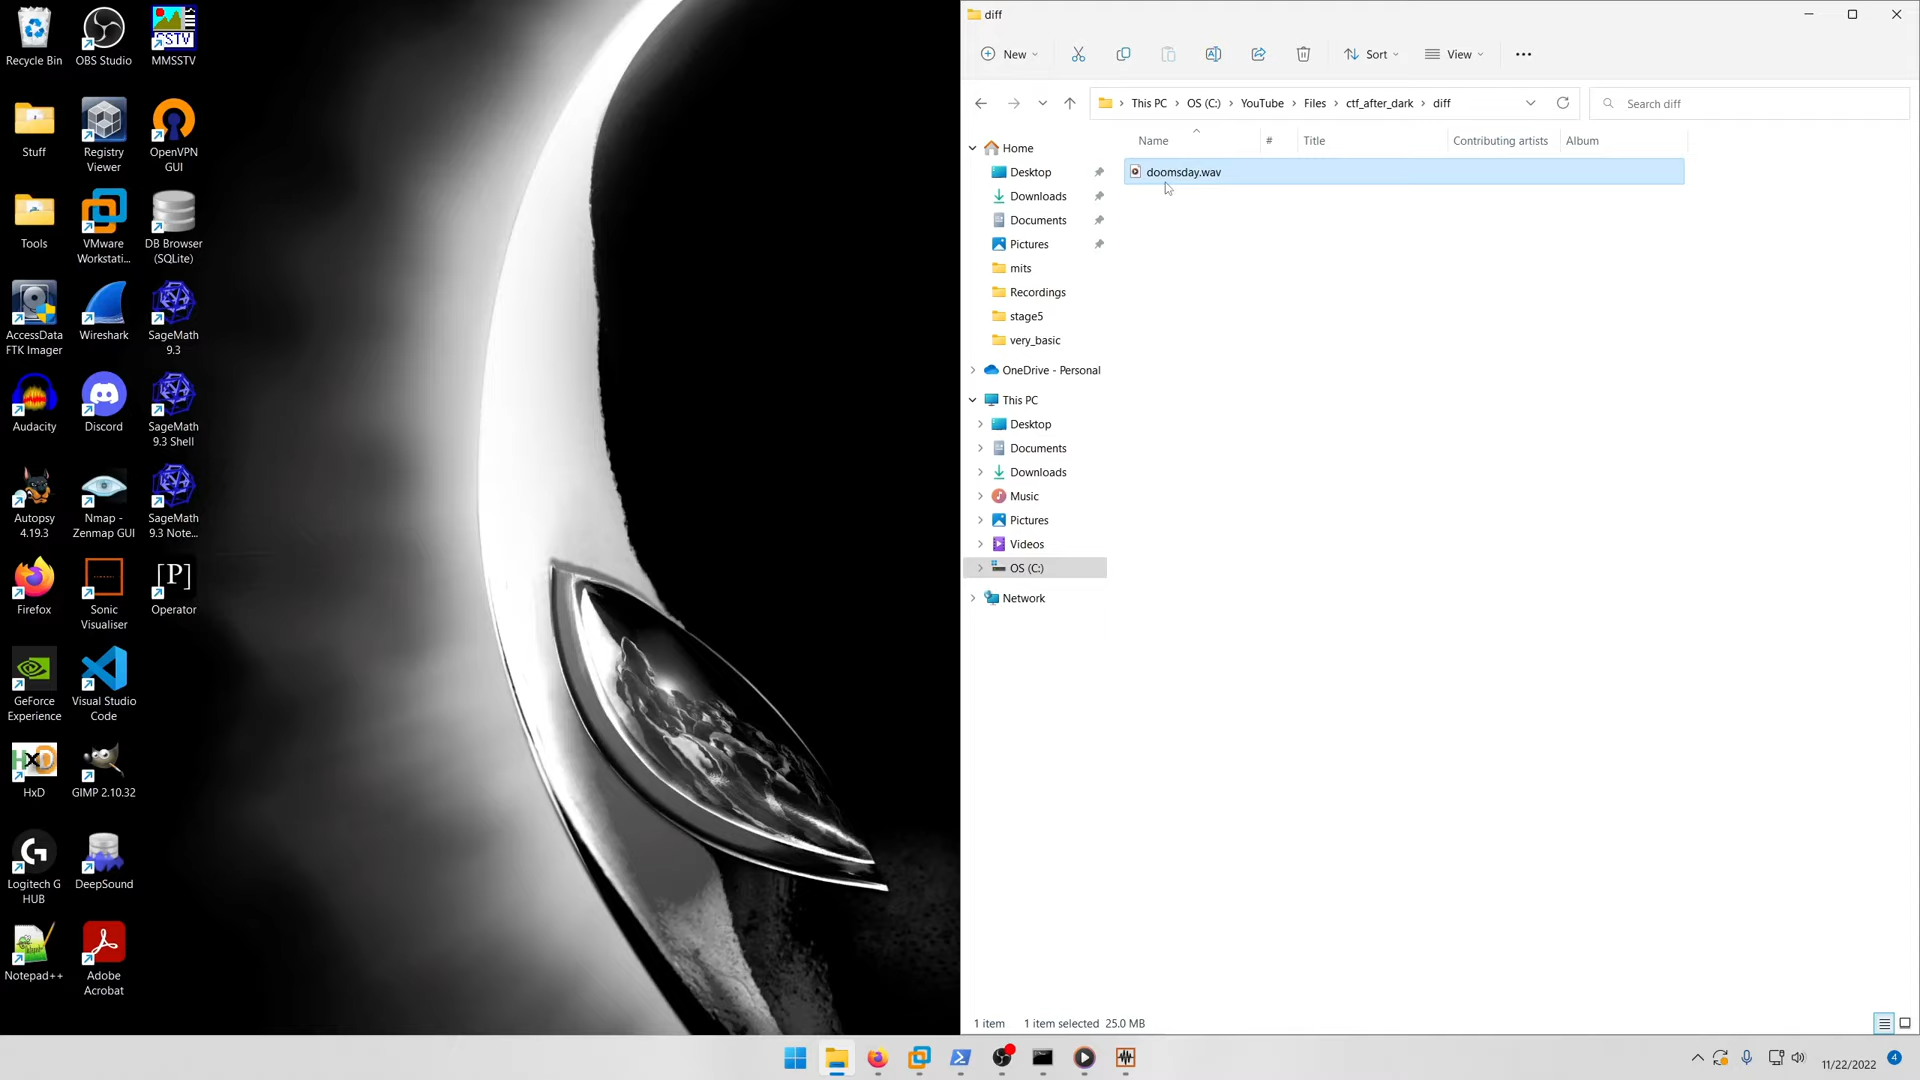 Recycle Bin
OBS Studio
SSTV
MMSSTV
Stuff
Registry
Viewer
OpenVPN
GUI
Tools
VMware
Workstati...
DB Browser
(SQLite)
AccessData
FTK Imager
Wireshark
SageMath
9.3
Audacity
Discord
SageMath
9.3 Shell
Autopsy
4.19.3
Nmap -
Zenmap GUI
SageMath
9.3 Note...
Firefox
Sonic
Visualiser
[P]
Operator
GeForce
Experience
Visual Studio
Code
HxD
HxD
GIMP 2.10.32
Logitech G
HUB
DeepSound
Notepad++
Adobe
Acrobat
diff
New
Sort
View
This PC
OS (C:)
YouTube
Files
ctf_after_dark
diff
Search diff
Home
Desktop
Downloads
Documents
Pictures
mits
Recordings
stage5
very_basic
OneDrive - Personal
This PC
Desktop
Documents
Downloads
Music
Pictures
Videos
OS (C:)
Network
Name
#
Title
Contributing artists
Album
doomsday.wav
1 item
1 item selected 25.0 MB
11/22/2022
4